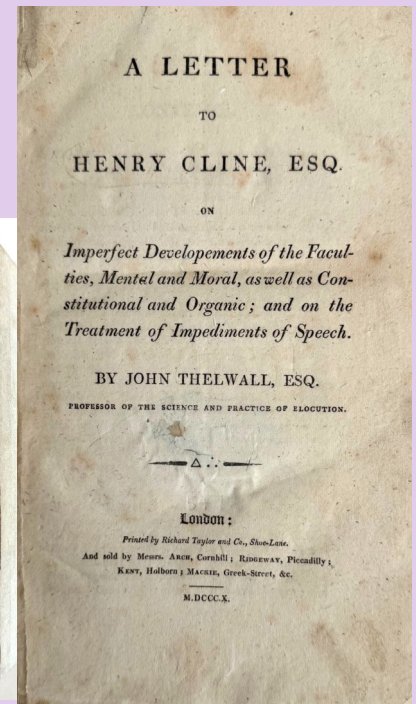 A LETTER
TO
HENRY CLINE, ESQ.
ON
Imperfect Developements of the Facul-
ties, Mental and Moral, as well as Con-
stitutional and Organic; and on the
Treatment of Impediments of Speech.
BY JOHN THELWALL, ESQ.
PROFESSOR OF THE SCIENCE AND PRACTICE OF ELOCUTION.
London:
Printed by Richard Taylor and Co., Shoe-Lane.
And sold by Messrs. ARCH, Cornhill; RIDGEWAY, Piccadilly;
KENT, Holborn; MACKIE, Greek-Street, &c.
M.DCCC.X.